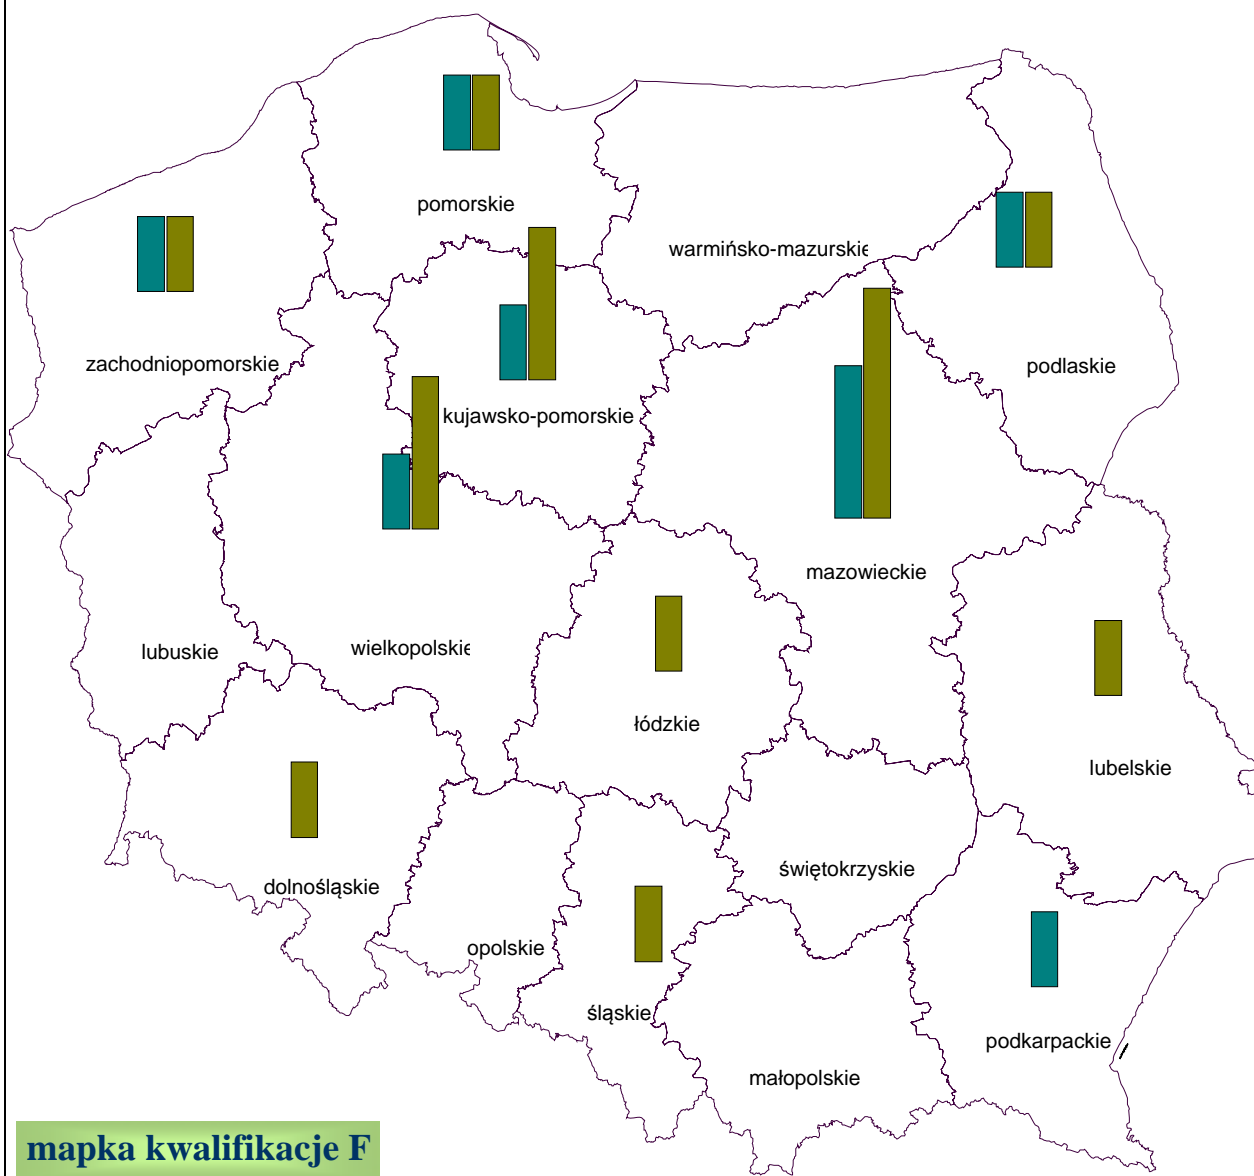 pomorskie
warmińsko-mazurskie
zachodniopomorskie
podlaskie
kujawsko-pomorskie
mazowieckie
lubuskie
wielkopolskie
łódzkie
lubelskie
dolnośląskie
świętokrzyskie
opolskie
śląskie
podkarpackie
małopolskie
mapka kwalifikacje F